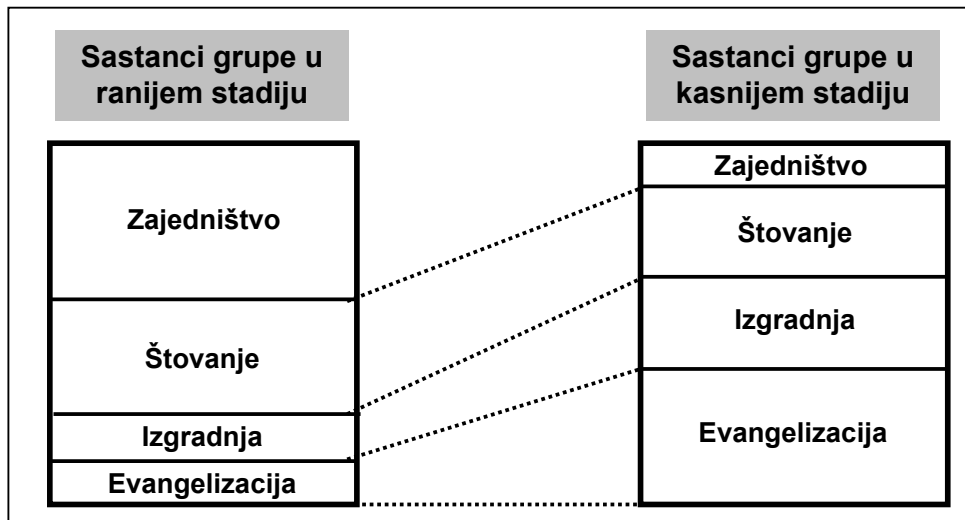 Sastanci grupe u
ranijem stadiju
Zajedništvo
Štovanje
Izgradnja
Evangelizacija
Sastanci grupe u
kasnijem stadiju
Zajedništvo
Štovanje
Izgradnja
Evangelizacija